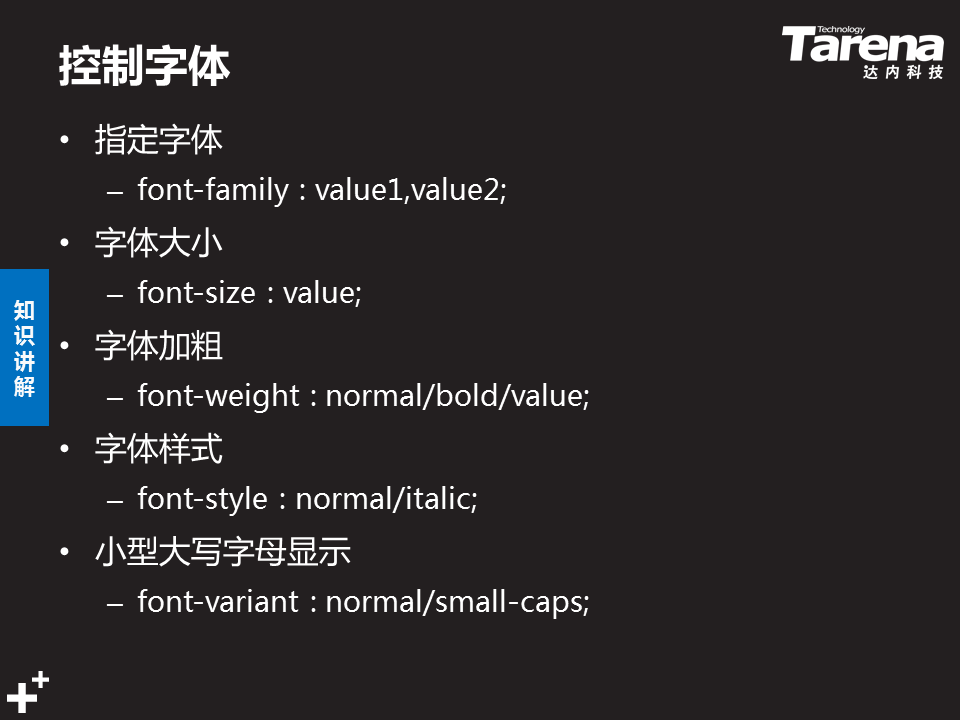 控制字体
Technology
Tarena
达内科技
• 指定字体
– font-family : value1,value2;
• 字体大小
– font-size : value;
• 字体加粗
– font-weight : normal/bold/value;
• 字体样式
– font-style : normal/italic;
• 小型大写字母显示
– font-variant : normal/small-caps;
知
识
讲
解